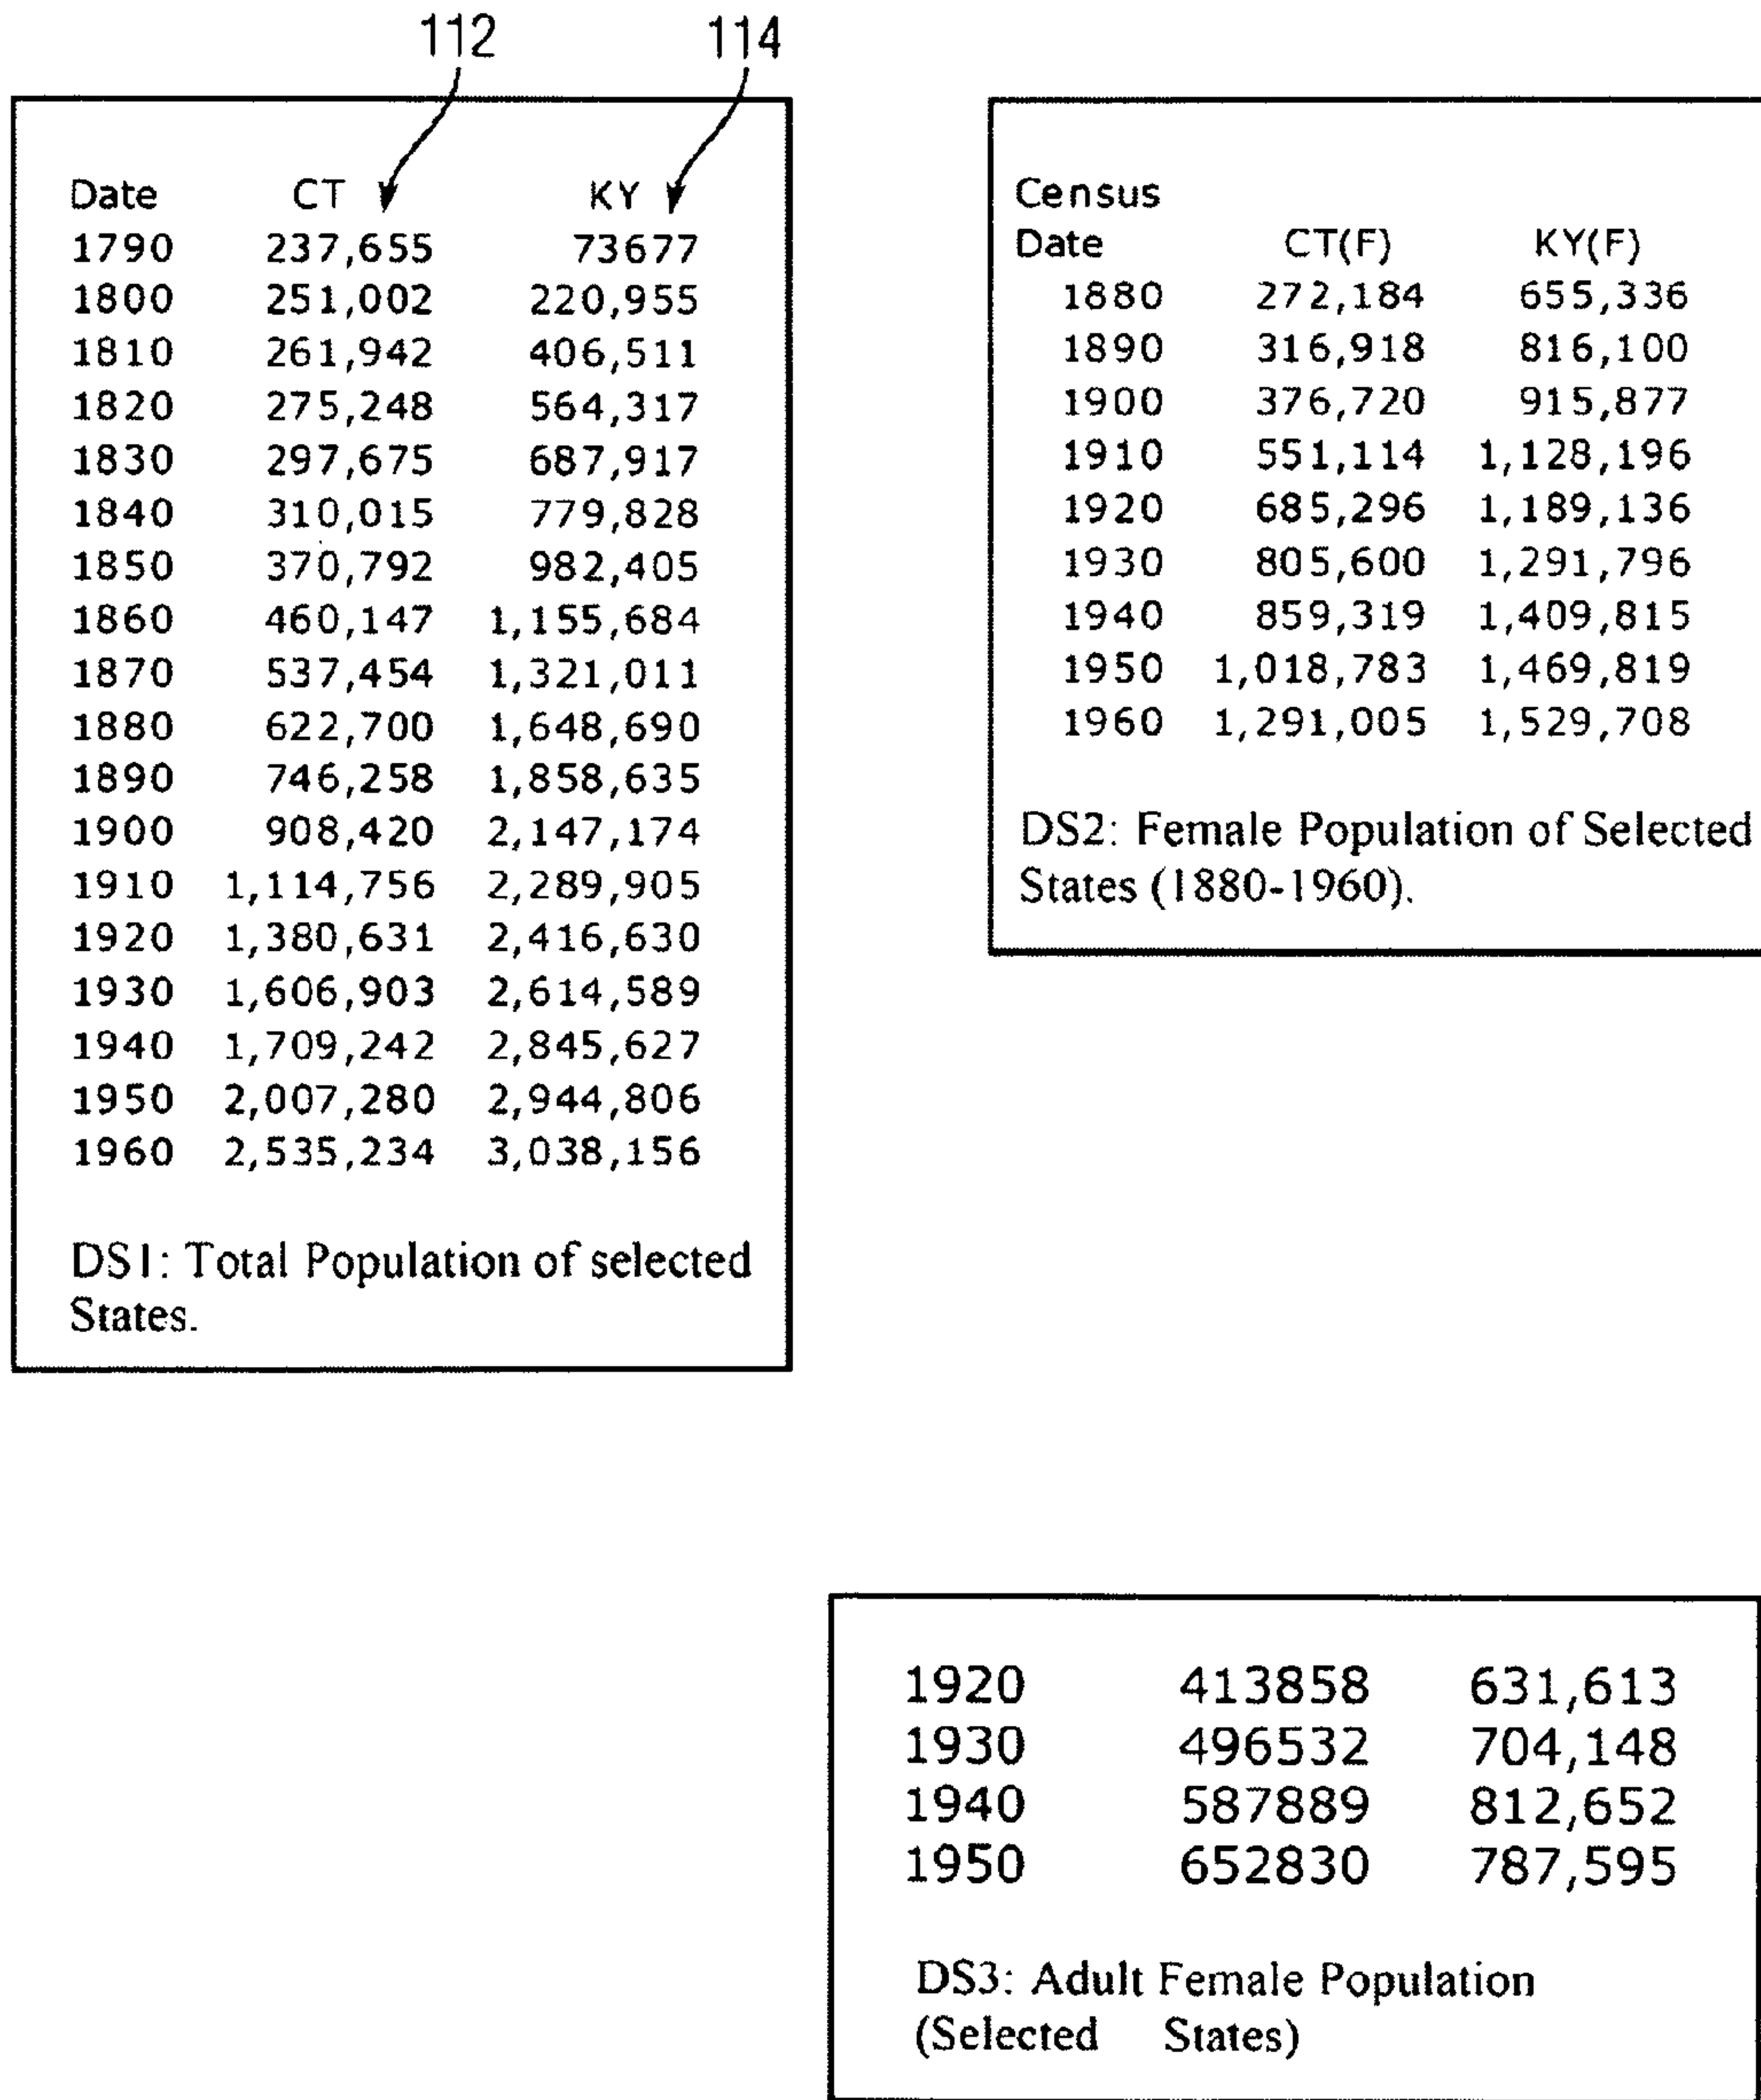 112 114
Date CT KY
1790 237,655 73677
1800 251,002 220,955
1810 261,942 406,511
1820 275,248 564,317
1830 297,675 687,917
1840 310,015 779,828
1850 370,792 982,405
1860 460,147 1,155,684
1870 537,454 1,321,011
1880 622,700 1,648,690
1890 746,258 1,858,635
1900 908,420 2,147,174
1910 1,114,756 2,289,905
1920 1,380,631 2,416,630
1930 1,606,903 2,614,589
1940 1,709,242 2,845,627
1950 2,007,280 2,944,806
1960 2,535,234 3,038,156
DS1: Total Population of selected
States.
Census
Date CT(F) KY(F)
1880 272,184 655,336
1890 316,918 816,100
1900 376,720 915,877
1910 551,114 1,128,196
1920 685,296 1,189,136
1930 805,600 1,291,796
1940 859,319 1,409,815
1950 1,018,783 1,469,819
1960 1,291,005 1,529,708
DS2: Female Population of Selected
States (1880-1960).
1920 413858 631,613
1930 496532 704,148
1940 587889 812,652
1950 652830 787,595
DS3: Adult Female Population
(Selected States)